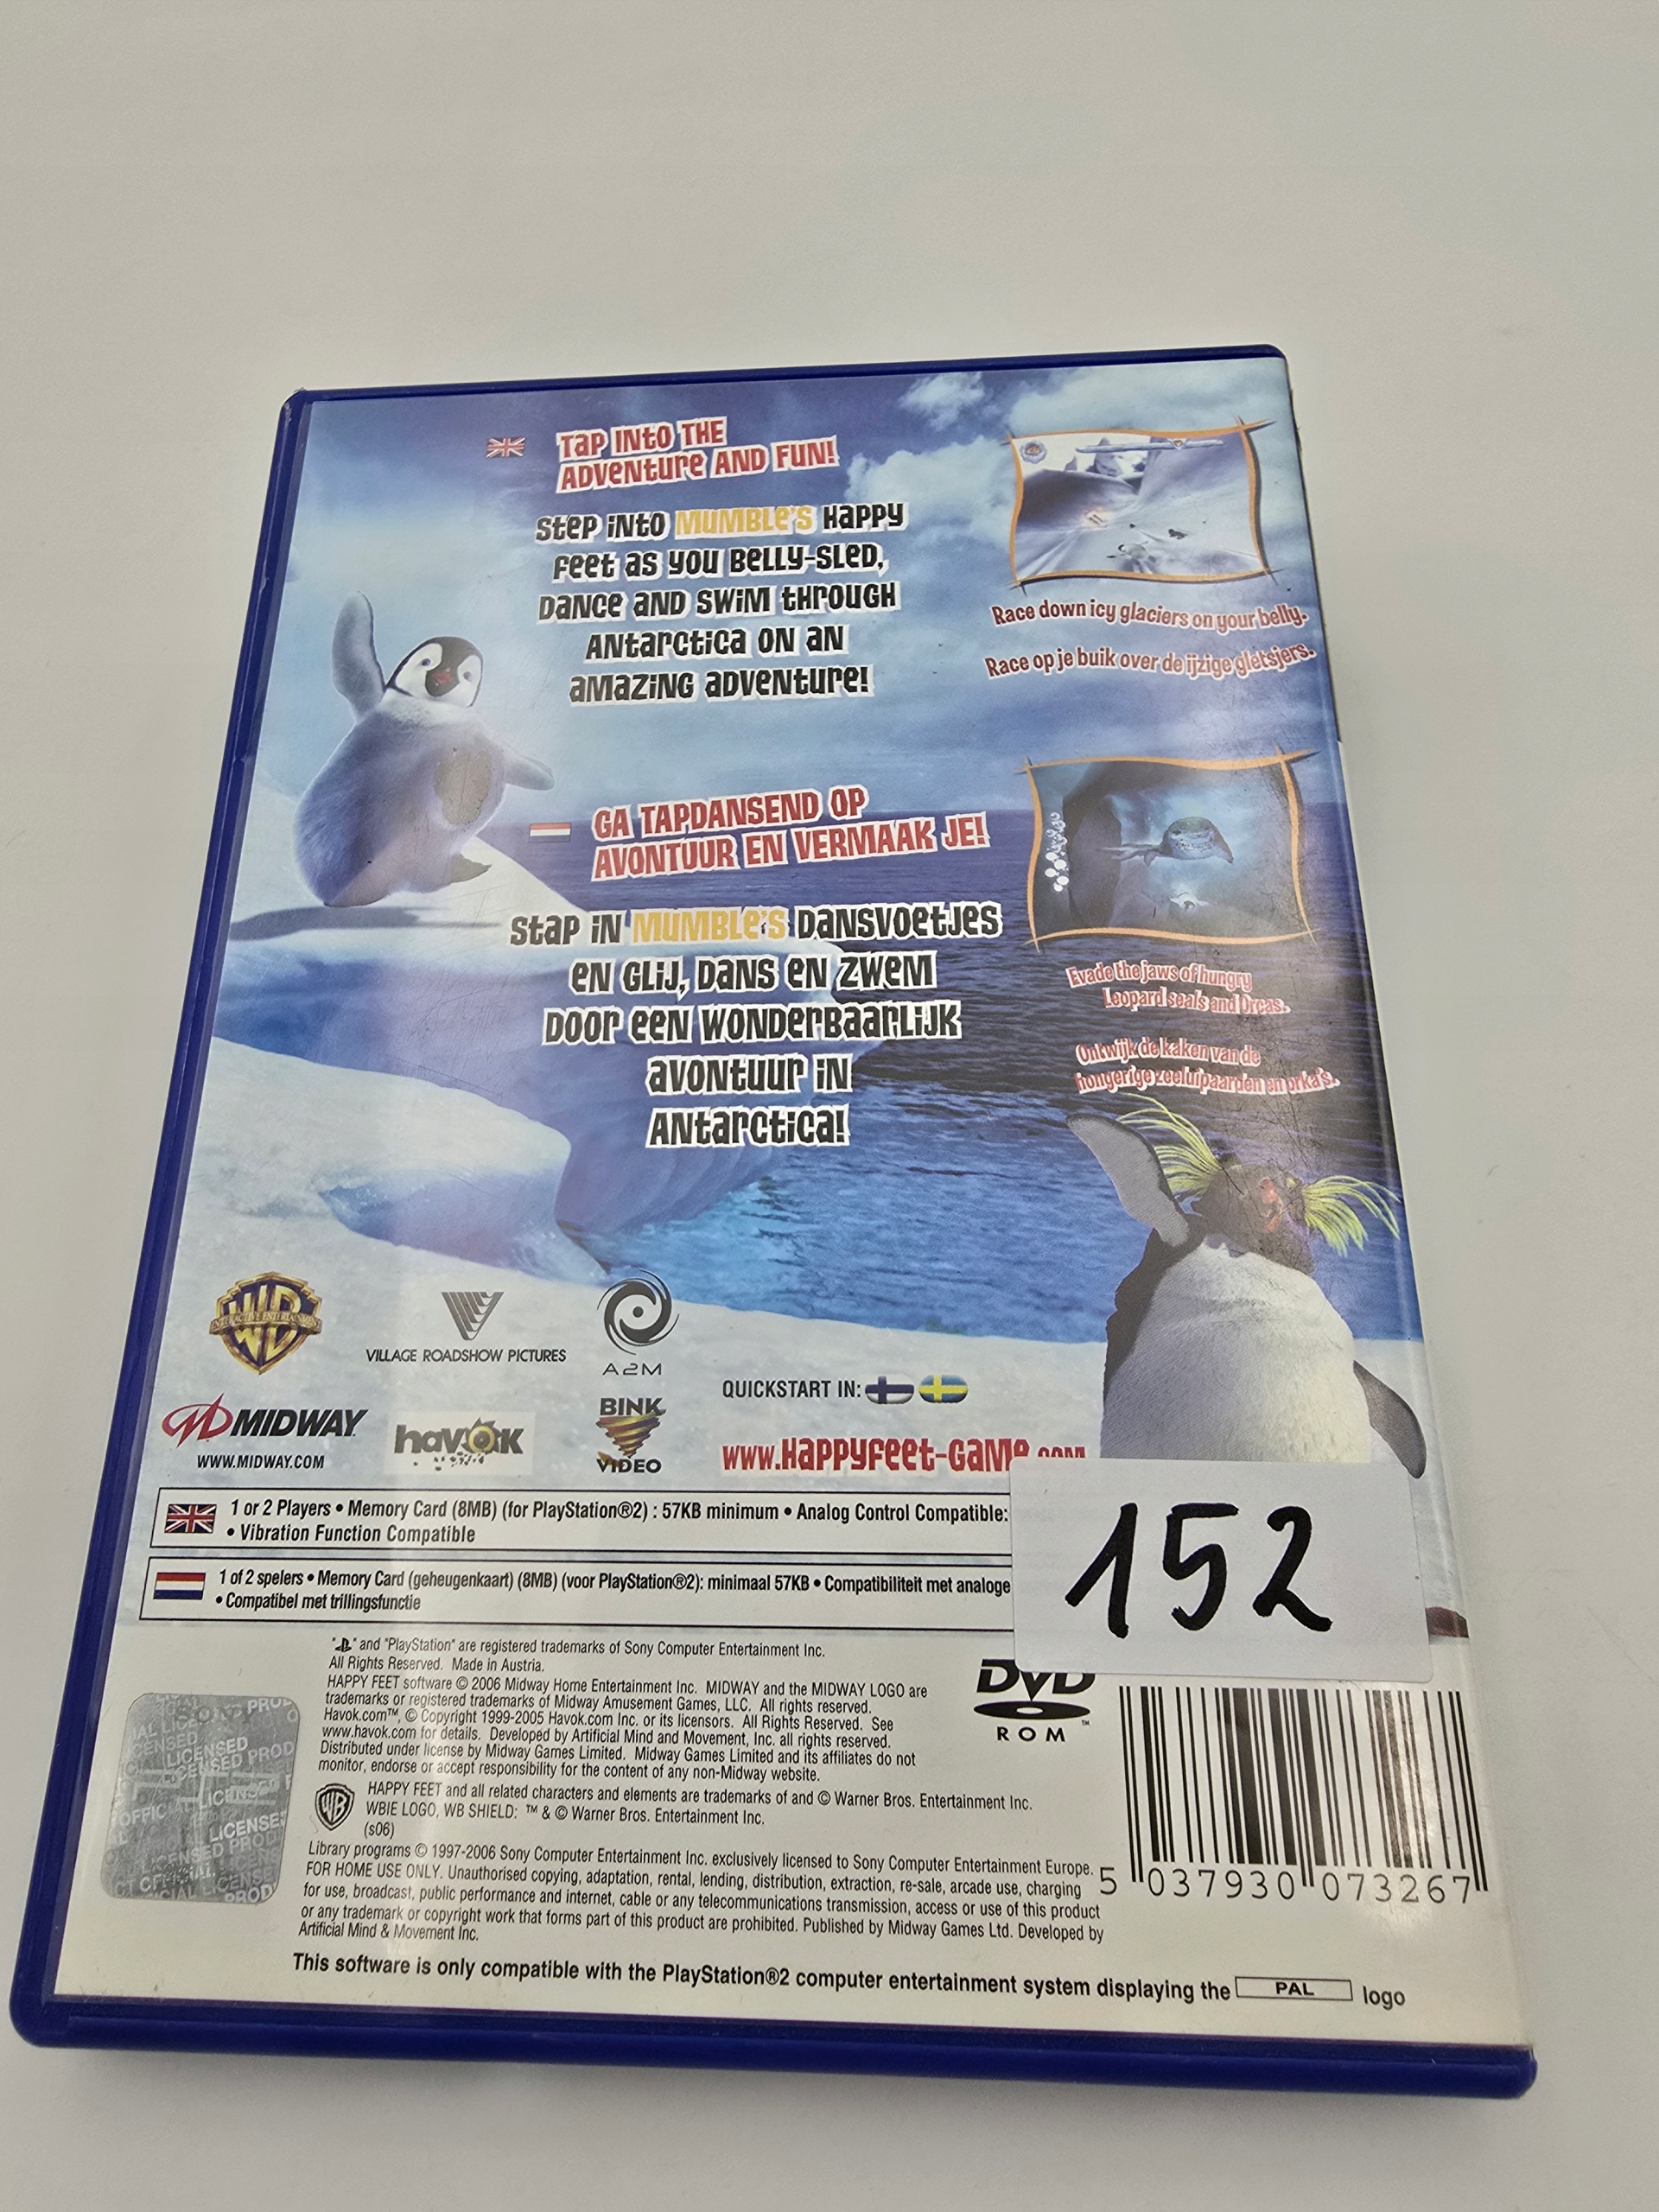 TAP INTO THE
ADVENTURE AND FUN!
STEP INTO MUMBLE'S HAPPY
FEET AS YOU BELLY-SLED,
DANCE AND SWIM THROUGH
ANTARCTICA ON AN
AMAZING ADVENTURE!
Race down icy glaciers on your belly.
Race op je buik over de ijzige gletsjers.
GA TAPDANSEND OP
AVONTUUR EN VERMAAK JE!
STAP IN MUMBLE'S DANSVOETJES
EN GLIJ, DANS EN ZWEM
DOOR EEN WONDERBAARLIJK
AVONTUUR IN
ANTARCTICA!
Evade the jaws of hungry
Leopard seals and Orcas.
Ontwijk de kaken van de
hongerige zeeluipaarden en orka's.
WB
INTERACTIVE ENTERTAINMENT
VILLAGE ROADSHOW PICTURES
A2M
MIDWAY
WWW.MIDWAY.COM
havok
BINK
VIDEO
QUICKSTART IN:
www.HAPPYFEET-GAME.COM
1 or 2 Players • Memory Card (8MB) (for PlayStation®2) : 57KB minimum • Analog Control Compatible:
• Vibration Function Compatible
1 of 2 spelers • Memory Card (geheugenkaart) (8MB) (voor PlayStation®2): minimaal 57KB • Compatibiliteit met analoge
• Compatibel met trillingsfunctie
152
" " and "PlayStation" are registered trademarks of Sony Computer Entertainment Inc.
All Rights Reserved. Made in Austria.
HAPPY FEET software © 2006 Midway Home Entertainment Inc. MIDWAY and the MIDWAY LOGO are
trademarks or registered trademarks of Midway Amusement Games, LLC. All rights reserved.
Havok.com™, © Copyright 1999-2005 Havok.com Inc. or its licensors. All Rights Reserved. See
www.havok.com for details. Developed by Artificial Mind and Movement, Inc. all rights reserved.
Distributed under license by Midway Games Limited. Midway Games Limited and its affiliates do not
monitor, endorse or accept responsibility for the content of any non-Midway website.
WB
HAPPY FEET and all related characters and elements are trademarks of and © Warner Bros. Entertainment Inc.
WBIE LOGO, WB SHIELD: ™ & © Warner Bros. Entertainment Inc.
(s06)
Library programs © 1997-2006 Sony Computer Entertainment Inc. exclusively licensed to Sony Computer Entertainment Europe.
FOR HOME USE ONLY. Unauthorised copying, adaptation, rental, lending, distribution, extraction, re-sale, arcade use, charging
for use, broadcast, public performance and internet, cable or any telecommunications transmission, access or use of this product
or any trademark or copyright work that forms part of this product are prohibited. Published by Midway Games Ltd. Developed by
Artificial Mind & Movement Inc.
DVD
ROM
™
5 037930 073267
SONY
LICENSED
LICENSED PROD
This software is only compatible with the PlayStation®2 computer entertainment system displaying the PAL logo